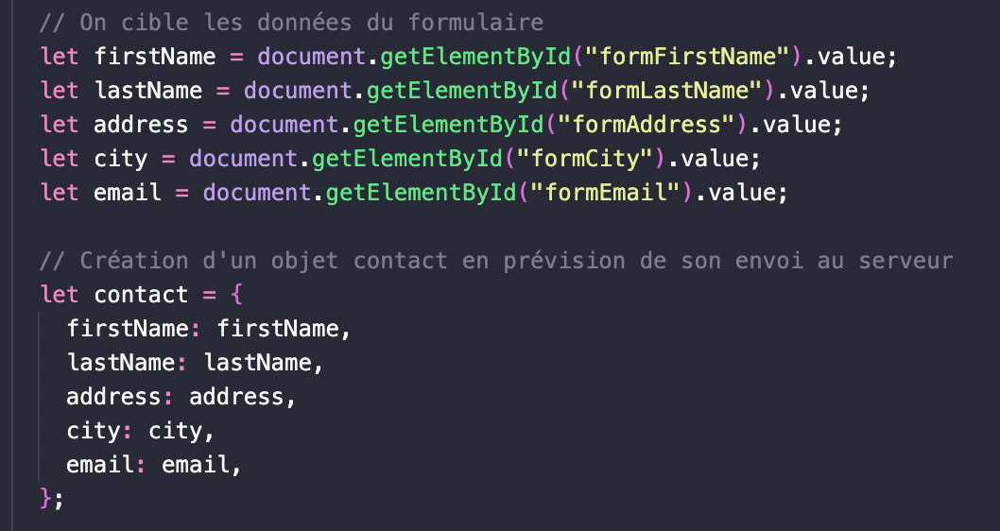 // On cible les données du formulaire
let firstName = document.getElementById("formFirstName").value;
let lastName = document.getElementById("formLastName").value;
let address = document.getElementById("formAddress").value;
let city = document.getElementById("formCity").value;
let email = document.getElementById("formEmail").value;

// Création d'un objet contact en prévision de son envoi au serveur
let contact = {
  firstName: firstName,
  lastName: lastName,
  address: address,
  city: city,
  email: email,
};